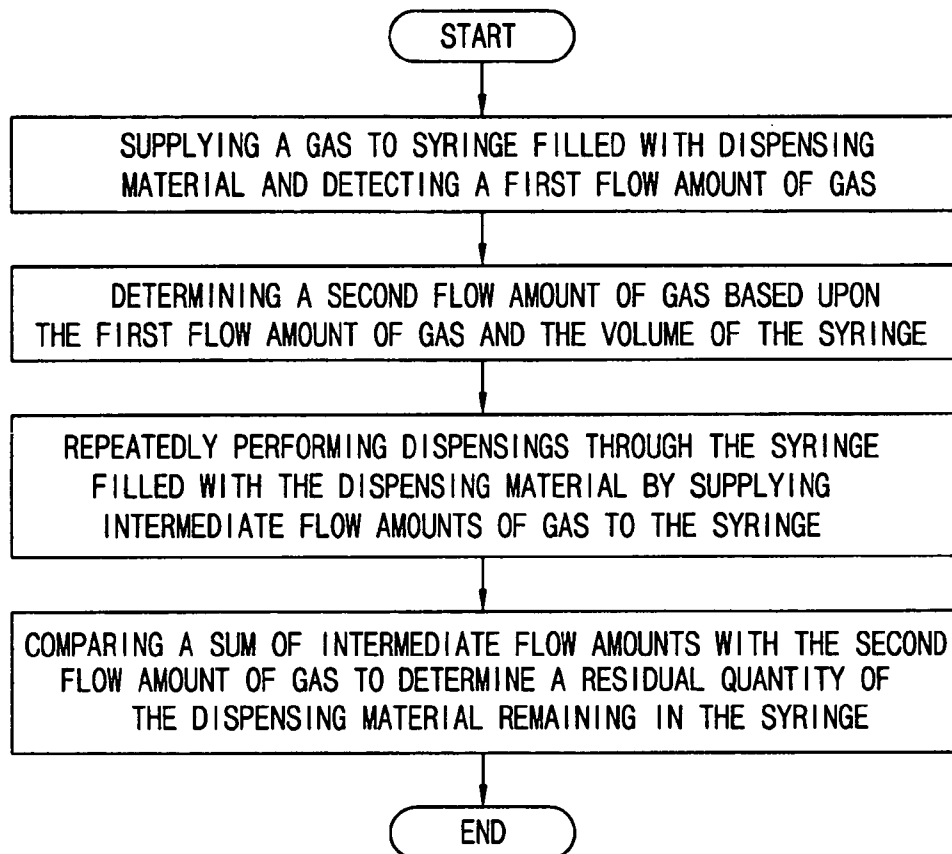 START
SUPPLYING A GAS TO SYRINGE FILLED WITH DISPENSING
MATERIAL AND DETECTING A FIRST FLOW AMOUNT OF GAS
DETERMINING A SECOND FLOW AMOUNT OF GAS BASED UPON
THE FIRST FLOW AMOUNT OF GAS AND THE VOLUME OF THE SYRINGE
REPEATEDLY PERFORMING DISPENSINGS THROUGH THE SYRINGE
FILLED WITH THE DISPENSING MATERIAL BY SUPPLYING
INTERMEDIATE FLOW AMOUNTS OF GAS TO THE SYRINGE
COMPARING A SUM OF INTERMEDIATE FLOW AMOUNTS WITH THE SECOND
FLOW AMOUNT OF GAS TO DETERMINE A RESIDUAL QUANTITY OF
THE DISPENSING MATERIAL REMAINING IN THE SYRINGE
END